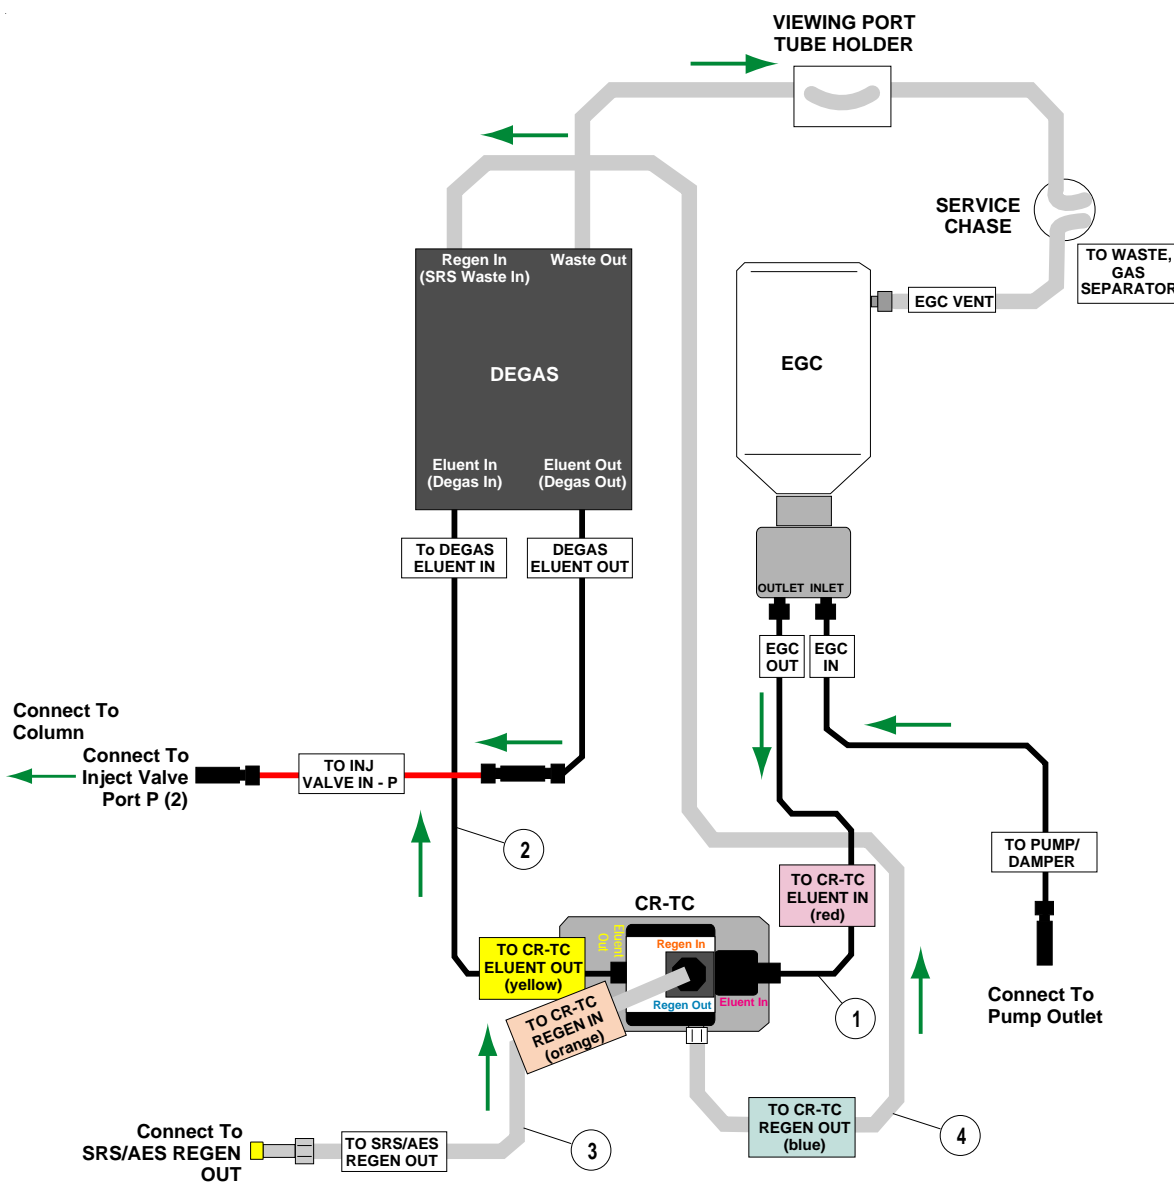 VIEWING PORT
TUBE HOLDER
SERVICE
CHASE
TO WASTE,
GAS
SEPARATOR
EGC VENT
Regen In
(SRS Waste In)
Waste Out
DEGAS
EGC
Eluent In
(Degas In)
Eluent Out
(Degas Out)
To DEGAS
ELUENT IN
DEGAS
ELUENT OUT
OUTLET
INLET
EGC
OUT
EGC
IN
Connect To
Column
Connect To
Inject Valve
Port P (2)
TO INJ
VALVE IN - P
2
TO PUMP/
DAMPER
TO CR-TC
ELUENT IN
(red)
CR-TC
Eluent
Out
Regen In
TO CR-TC
ELUENT OUT
(yellow)
Regen Out
Eluent In
1
Connect To
Pump Outlet
TO CR-TC
REGEN IN
(orange)
TO CR-TC
REGEN OUT
(blue)
4
Connect To
SRS/AES REGEN
OUT
TO SRS/AES
REGEN OUT
3